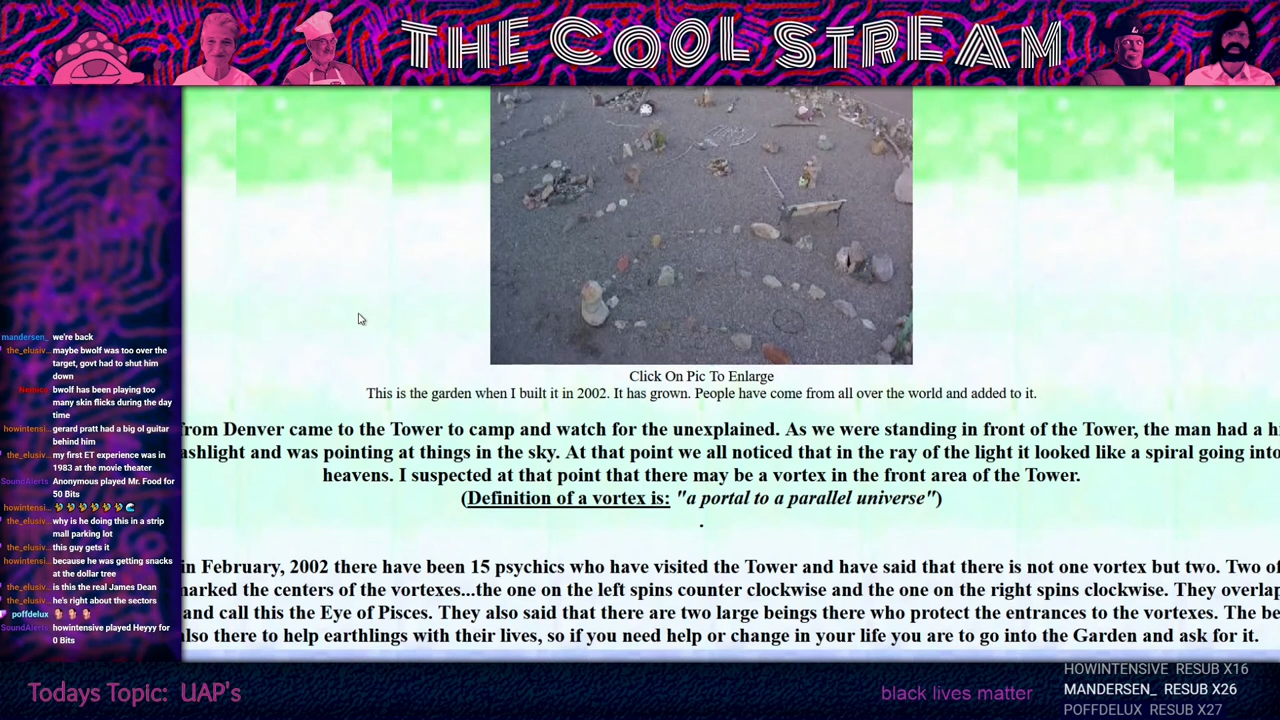 THE COOL STREAM
Click On Pic To Enlarge
This is the garden when I built it in 2002. It has grown. People have come from all over the world and added to it.
from Denver came to the Tower to camp and watch for the unexplained. As we were standing in front of the Tower, the man had a
ashlight and was pointing at things in the sky. At that point we all noticed that in the ray of the light it looked like a spiral going into
heavens. I suspected at that point that there may be a vortex in the front area of the Tower.
(Definition of a vortex is: "a portal to a parallel universe")
.
in February, 2002 there have been 15 psychics who have visited the Tower and have said that there is not one vortex but two. Two of
marked the centers of the vortexes...the one on the left spins counter clockwise and the one on the right spins clockwise. They overlap
and call this the Eye of Pisces. They also said that there are two large beings there who protect the entrances to the vortexes. The be
also there to help earthlings with their lives, so if you need help or change in your life you are to go into the Garden and ask for it.
mandersen_ we're back
the_elusiv... maybe bwolf was too over the
target, govt had to shut him
down
bwolf has been playing too
many skin flicks during the day
time
howintensi... gerard pratt had a big ol guitar
behind him
the_elusiv... my first ET experience was in
1983 at the movie theater
SoundAlerts Anonymous played Mr. Food for
50 Bits
howintensi...
the_elusiv... why is he doing this in a strip
mall parking lot
the_elusiv... this guy gets it
howintensi... because he was getting snacks
at the dollar tree
the_elusiv... is this the real James Dean
the_elusiv... he's right about the sectors
poffdelux
SoundAlerts howintensive played Heyyy for
0 Bits
Todays Topic: UAP's
black lives matter
HOWINTENSIVE RESUB X16
MANDERSEN_ RESUB X26
POFFDELUX RESUB X27